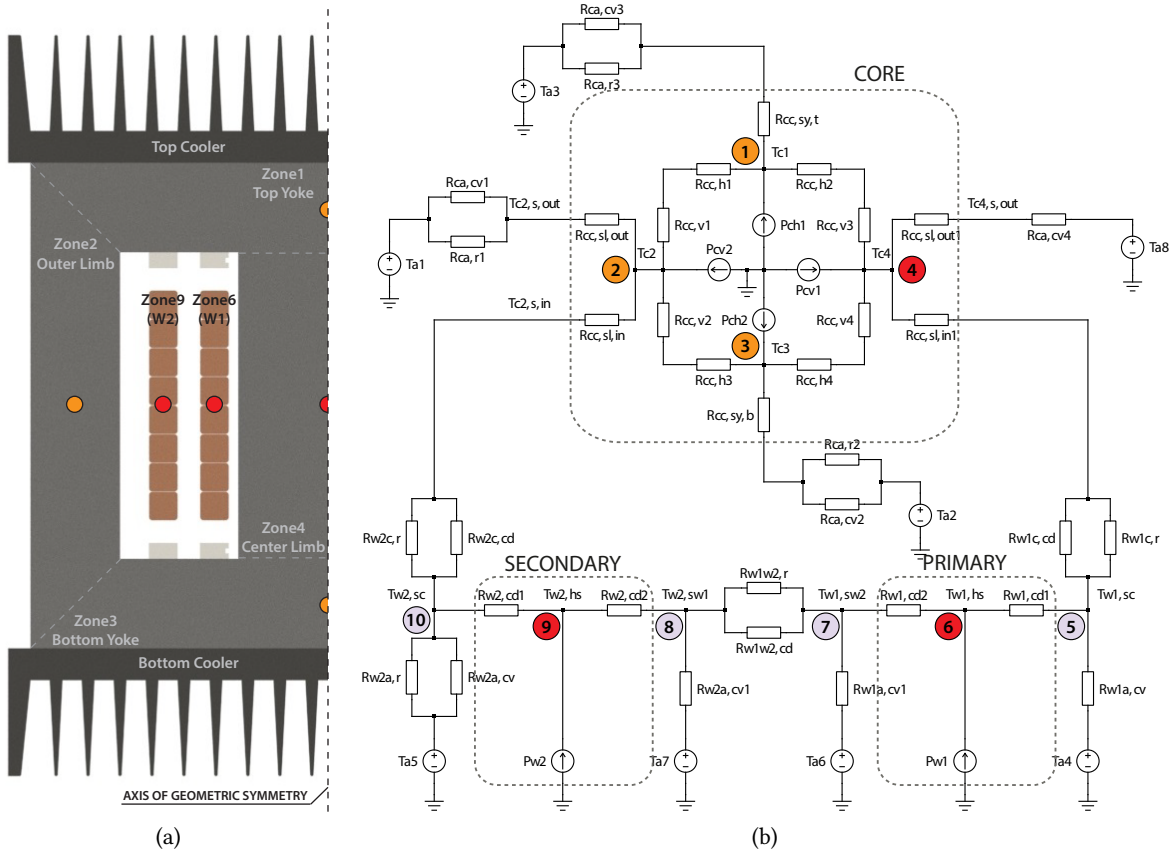 Top Cooler
Zone1
Top Yoke
Zone2
Outer Limb
Zone9
(W2)
Zone6
(W1)
Zone4
Center Limb
Zone3
Bottom Yoke
Bottom Cooler
AXIS OF GEOMETRIC SYMMETRY
(a)
Rca, cv3
Ta3
Rca, r3
CORE
Rcc, sy, t
1
Tc1
Rcc, h1
Rcc, h2
Rca, cv1
Tc2, s, out
Rca, r1
Ta1
Rcc, sl, out
Rcc, v1
Pch1
Rcc, v3
Tc2
Pcv2
2
Pcv1
Tc4
4
Tc4, s, out
Rcc, sl, out1
Rca, cv4
Ta8
Tc2, s, in
Rcc, sl, in
Rcc, v2
Pch2
3
Tc3
Rcc, v4
Rcc, sl, in1
Rcc, h3
Rcc, h4
Rcc, sy, b
Rca, r2
Rca, cv2
Ta2
Rw2c, r
Rw2c, cd
Rw1c, cd
Rw1c, r
SECONDARY
PRIMARY
Tw2, sc
10
Rw2, cd1
Tw2, hs
9
Rw2, cd2
Tw2, sw1
8
Rw1w2, r
Rw1w2, cd
Tw1, sw2
7
Rw1, cd2
Tw1, hs
6
Rw1, cd1
Tw1, sc
5
Rw2a, r
Rw2a, cv
Rw2a, cv1
Rw1a, cv1
Rw1a, cv
Ta5
Pw2
Ta7
Ta6
Pw1
Ta4
(b)